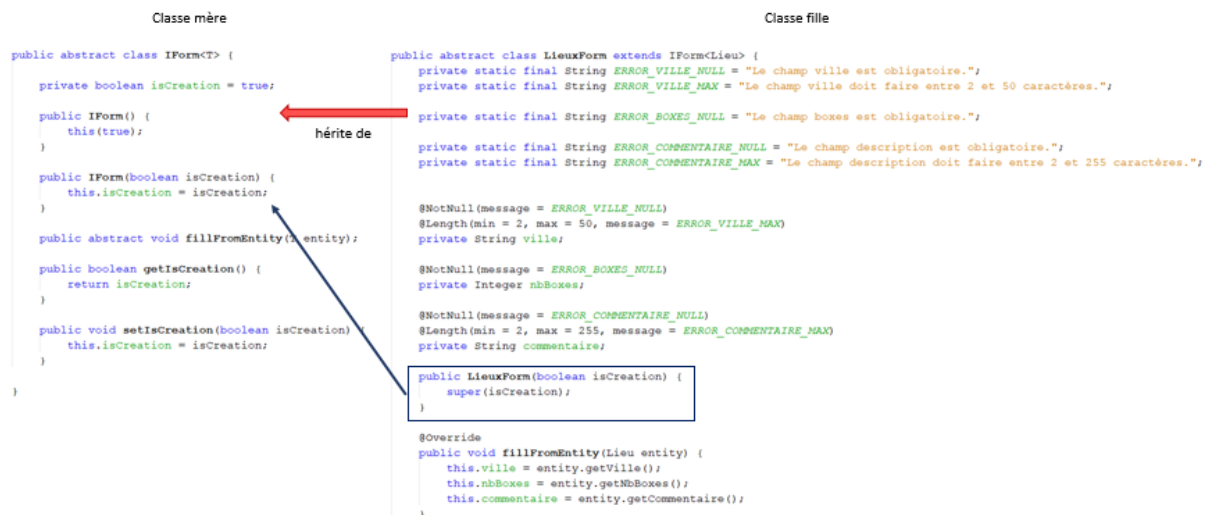 Classe mère
public abstract class IForm<T> {
private boolean isCreation = true;
public IForm() {
this(true);
}
public IForm(boolean isCreation) {
this.isCreation = isCreation;
}
public abstract void fillFromEntity(T entity);
public boolean getIsCreation() {
return isCreation;
}
public void setIsCreation(boolean isCreation) {
this.isCreation = isCreation;
}
}
hérite de
Classe fille
public abstract class LieuxForm extends IForm<Lieu> {
private static final String ERROR_VILLE_NULL = "Le champ ville est obligatoire.";
private static final String ERROR_VILLE_MAX = "Le champ ville doit faire entre 2 et 50 caractères.";
private static final String ERROR_BOXES_NULL = "Le champ boxes est obligatoire.";
private static final String ERROR_COMMENTAIRE_NULL = "Le champ description est obligatoire.";
private static final String ERROR_COMMENTAIRE_MAX = "Le champ description doit faire entre 2 et 255 caractères.";
@NotNull(message = ERROR_VILLE_NULL)
@Length(min = 2, max = 50, message = ERROR_VILLE_MAX)
private String ville;
@NotNull(message = ERROR_BOXES_NULL)
private Integer nbBoxes;
@NotNull(message = ERROR_COMMENTAIRE_NULL)
@Length(min = 2, max = 255, message = ERROR_COMMENTAIRE_MAX)
private String commentaire;
public LieuxForm(boolean isCreation) {
super(isCreation);
}
@Override
public void fillFromEntity(Lieu entity) {
this.ville = entity.getVille();
this.nbBoxes = entity.getNbBoxes();
this.commentaire = entity.getCommentaire();
}